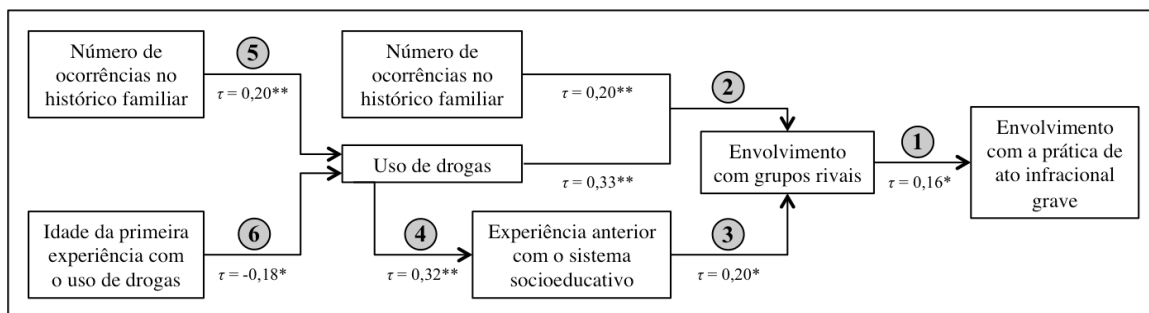 Número de
ocorrências no
histórico familiar
5
τ = 0,20**
Número de
ocorrências no
histórico familiar
τ = 0,20**
2
Uso de drogas
τ = 0,33**
Envolvimento
com grupos rivais
1
τ = 0,16*
Envolvimento
com a prática de
ato infracional
grave
Idade da primeira
experiência com
o uso de drogas
6
τ = -0,18*
4
τ = 0,32**
Experiência anterior
com o sistema
socioeducativo
3
τ = 0,20*